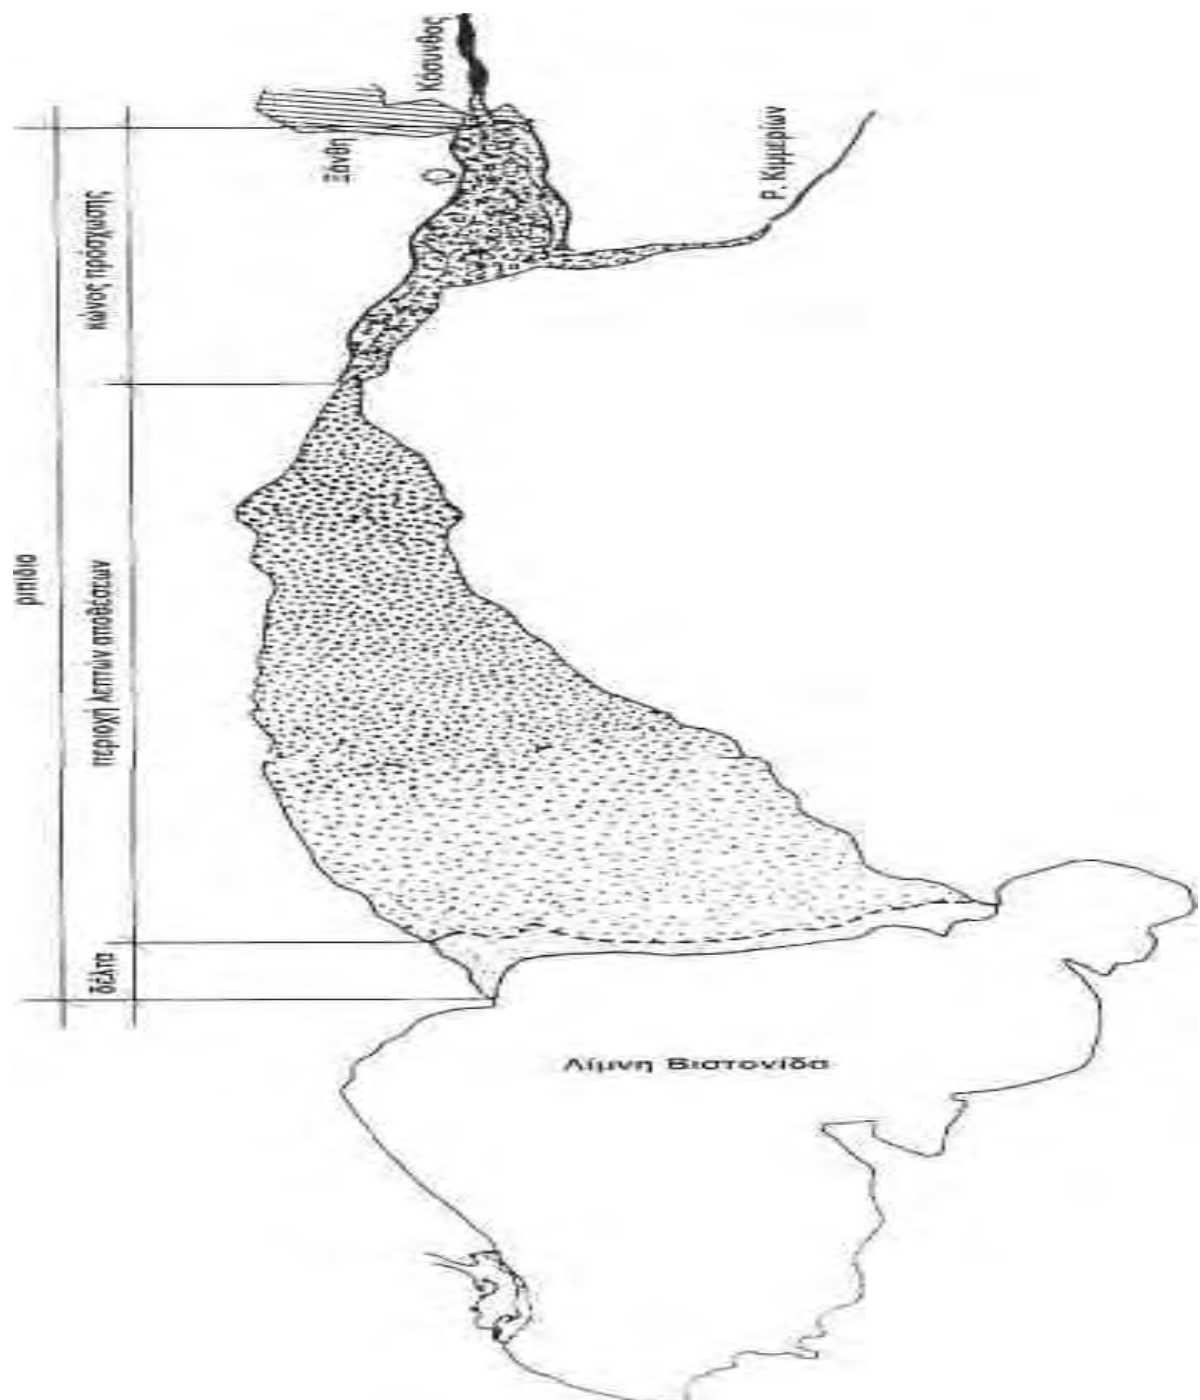 Κόσυνθος
Ξάνθη
Ρ. Κιμμερίων
κώνος πρόσχωσης
ριπίδιο
περιοχή λεπτών αποθέσεων
δέλτα
Λίμνη Βιστονίδα